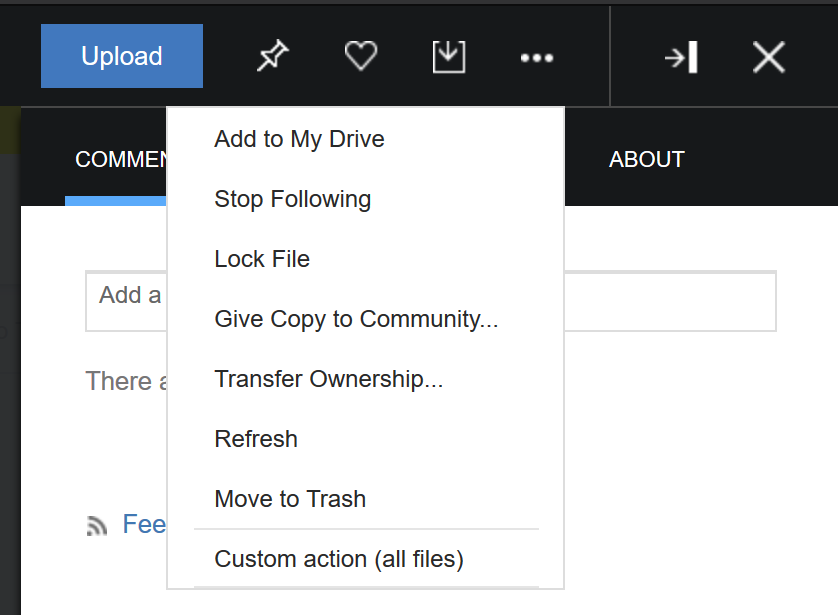 Upload
COMMEN
ABOUT
Add to My Drive
Stop Following
Lock File
Add a
Give Copy to Community...
Transfer Ownership...
There a
Refresh
Move to Trash
Fee
Custom action (all files)